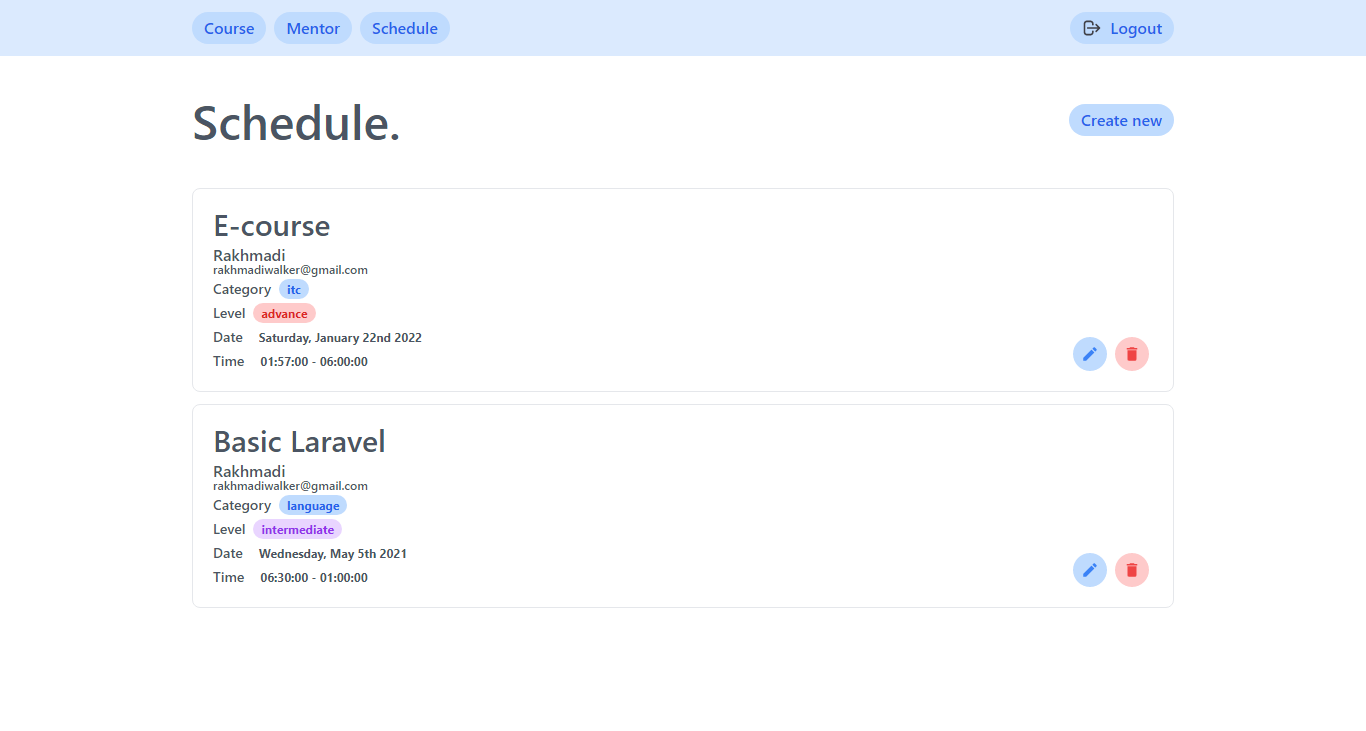 Course Mentor Schedule Logout
Schedule.
Create new
E-course
Rakhmadi
rakhmadiwalker@gmail.com
Category itc
Level advance
Date Saturday, January 22nd 2022
Time 01:57:00 - 06:00:00
Basic Laravel
Rakhmadi
rakhmadiwalker@gmail.com
Category language
Level intermediate
Date Wednesday, May 5th 2021
Time 06:30:00 - 01:00:00